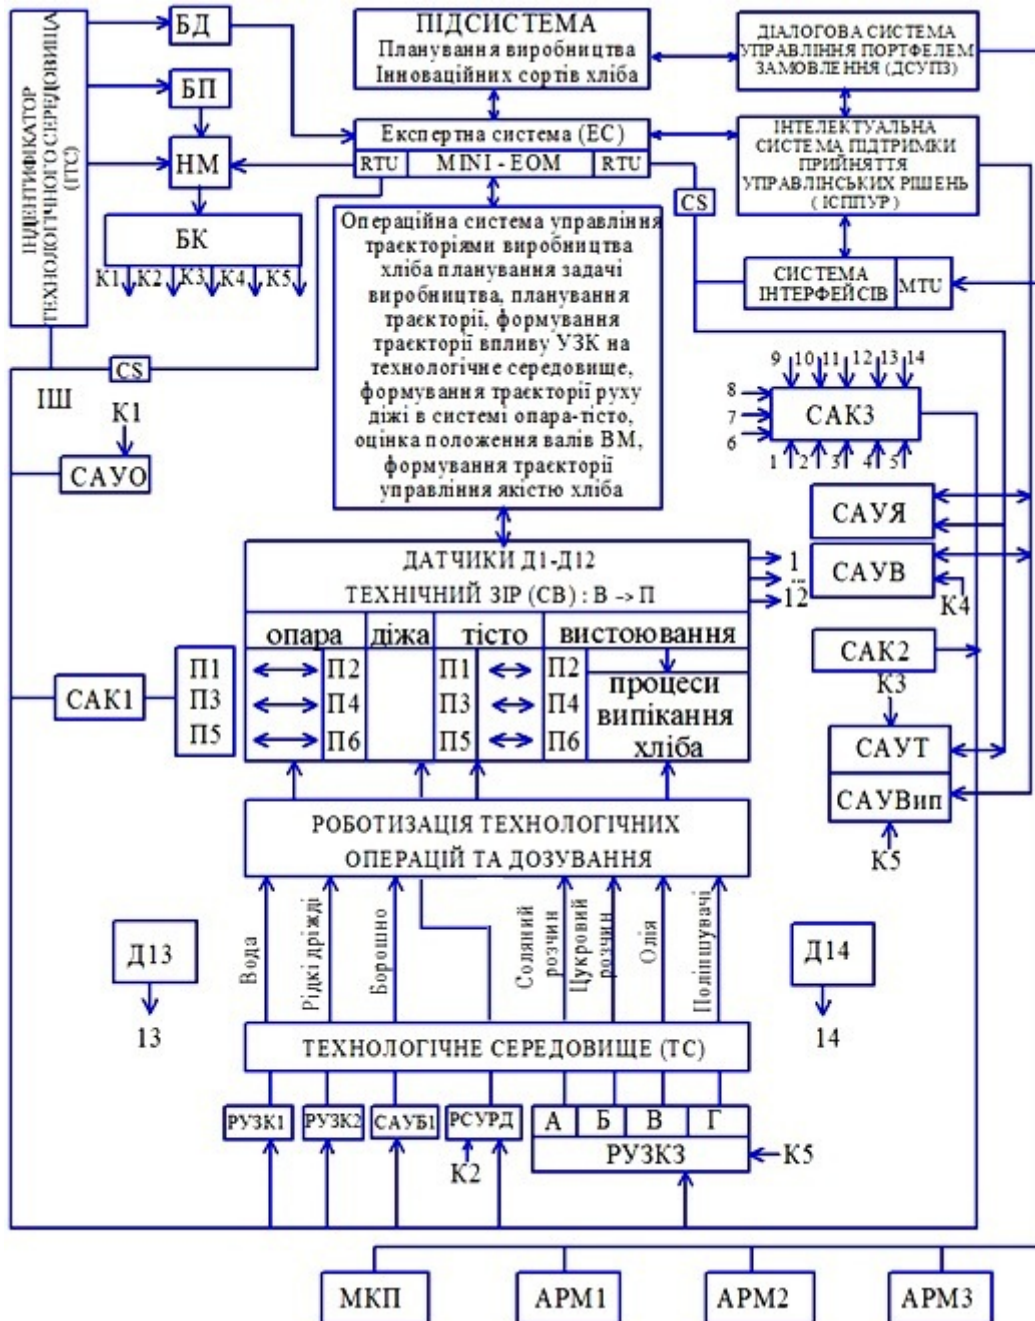 ІНДЕНТИФІКАТОР
ТЕХНОЛОГІЧНОГО СЕРЕДОВИЩА
(ІТС)
БД
БП
НМ
БК
К1 К2 К3 К4 К5
ПІДСИСТЕМА
Планування виробництва
Інноваційних сортів хліба
Експертна система (ЕС)
RTU MINI - ЕОМ RTU
ДІАЛОГОВА СИСТЕМА
УПРАВЛІННЯ ПОРТФЕЛЕМ
ЗАМОВЛЕННЯ (ДСУПЗ)
ІНТЕЛЕКТУАЛЬНА
СИСТЕМА ПІДТРИМКИ
ПРИЙНЯТТЯ
УПРАВЛІНСЬКИХ РІШЕНЬ
( ІСППУР)
CS
СИСТЕМА
ІНТЕРФЕЙСІВ
MTU
Операційна система управління
траєкторіями виробництва
хліба планування задачі
виробництва, планування
траєкторії, формування
траєкторії впливу УЗК на
технологічне середовище,
формування траєкторії руху
діжі в системі опара-тісто,
оцінка положення валів ВМ,
формування траєкторії
управління якістю хліба
CS
ІШ
К1
САУО
9 10 11 12 13 14
8
7
6
САК3
1 2 3 4 5
САУЯ
САУВ
К4
ДАТЧИКИ Д1-Д12
ТЕХНІЧНИЙ ЗІР (СВ) : В -> П
1
...
12
опара діжа тісто вистоювання
П1 П2 П1 П2
П3 П4 П3 П4
П5 П6 П5 П6
процеси
випікання
хліба
САК1
САК2
К3
САУТ
САУВип
К5
РОБОТИЗАЦІЯ ТЕХНОЛОГІЧНИХ
ОПЕРАЦІЙ ТА ДОЗУВАННЯ
Вода
Рідкі дріжді
Борошно
Соляний
розчин
Цукровий
розчин
Олія
Поліпшувачі
Д13
13
Д14
14
ТЕХНОЛОГІЧНЕ СЕРЕДОВИЩЕ (ТС)
РУЗК1 РУЗК2 САУБ1 РСУРД
А Б В Г
РУЗК3
К2
К5
МКП АРМ1 АРМ2 АРМ3